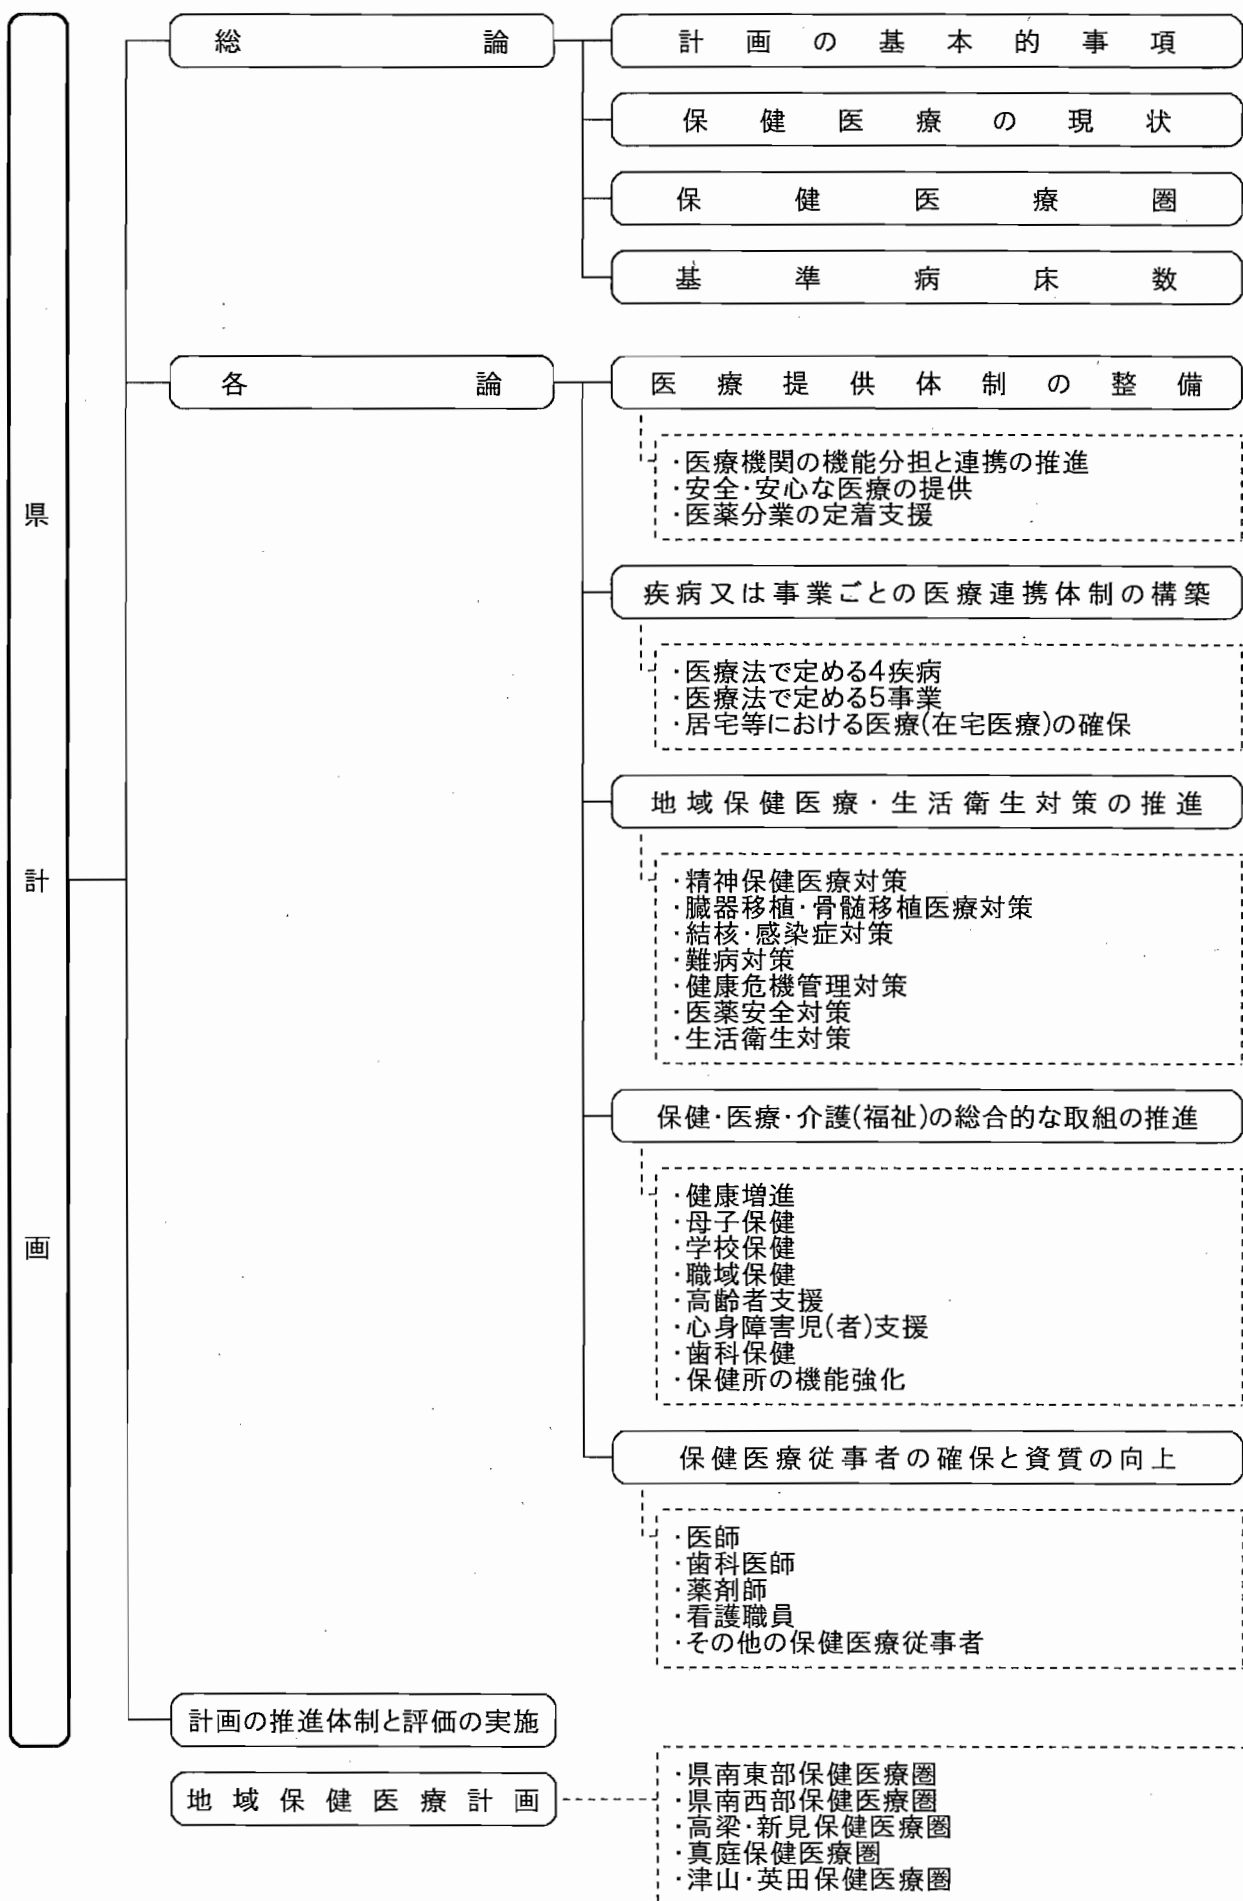 県計画
総論
計画の基本的事項
保健医療の現状
保健医療圏
基準病床数
各論
医療提供体制の整備
・医療機関の機能分担と連携の推進
・安全・安心な医療の提供
・医薬分業の定着支援
疾病又は事業ごとの医療連携体制の構築
・医療法で定める4疾病
・医療法で定める5事業
・居宅等における医療(在宅医療)の確保
地域保健医療・生活衛生対策の推進
・精神保健医療対策
・臓器移植・骨髄移植医療対策
・結核・感染症対策
・難病対策
・健康危機管理対策
・医薬安全対策
・生活衛生対策
保健・医療・介護(福祉)の総合的な取組の推進
・健康増進
・母子保健
・学校保健
・職域保健
・高齢者支援
・心身障害児(者)支援
・歯科保健
・保健所の機能強化
保健医療従事者の確保と資質の向上
・医師
・歯科医師
・薬剤師
・看護職員
・その他の保健医療従事者
計画の推進体制と評価の実施
地域保健医療計画
・県南東部保健医療圏
・県南西部保健医療圏
・高梁・新見保健医療圏
・真庭保健医療圏
・津山・英田保健医療圏